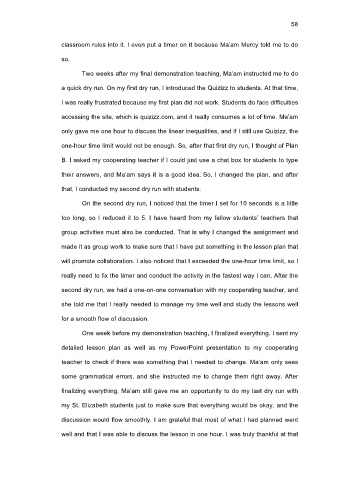 58
classroom rules into it. I even put a timer on it because Ma'am Mercy told me to do
so.
Two weeks after my final demonstration teaching, Ma'am instructed me to do
a quick dry run. On my first dry run, I introduced the Quizizz to students. At that time,
I was really frustrated because my first plan did not work. Students do face difficulties
accessing the site, which is quizizz.com, and it really consumes a lot of time. Ma'am
only gave me one hour to discuss the linear inequalities, and if I still use Quizizz, the
one-hour time limit would not be enough. So, after that first dry run, I thought of Plan
B. I asked my cooperating teacher if I could just use a chat box for students to type
their answers, and Ma'am says it is a good idea. So, I changed the plan, and after
that, I conducted my second dry run with students.
On the second dry run, I noticed that the timer I set for 10 seconds is a little
too long, so I reduced it to 5. I have heard from my fellow students' teachers that
group activities must also be conducted. That is why I changed the assignment and
made it as group work to make sure that I have put something in the lesson plan that
will promote collaboration. I also noticed that I exceeded the one-hour time limit, so I
really need to fix the timer and conduct the activity in the fastest way I can. After the
second dry run, we had a one-on-one conversation with my cooperating teacher, and
she told me that I really needed to manage my time well and study the lessons well
for a smooth flow of discussion.
One week before my demonstration teaching, I finalized everything. I sent my
detailed lesson plan as well as my PowerPoint presentation to my cooperating
teacher to check if there was something that I needed to change. Ma'am only sees
some grammatical errors, and she instructed me to change them right away. After
finalizing everything, Ma'am still gave me an opportunity to do my last dry run with
my St. Elizabeth students just to make sure that everything would be okay, and the
discussion would flow smoothly. I am grateful that most of what I had planned went
well and that I was able to discuss the lesson in one hour. I was truly thankful at that